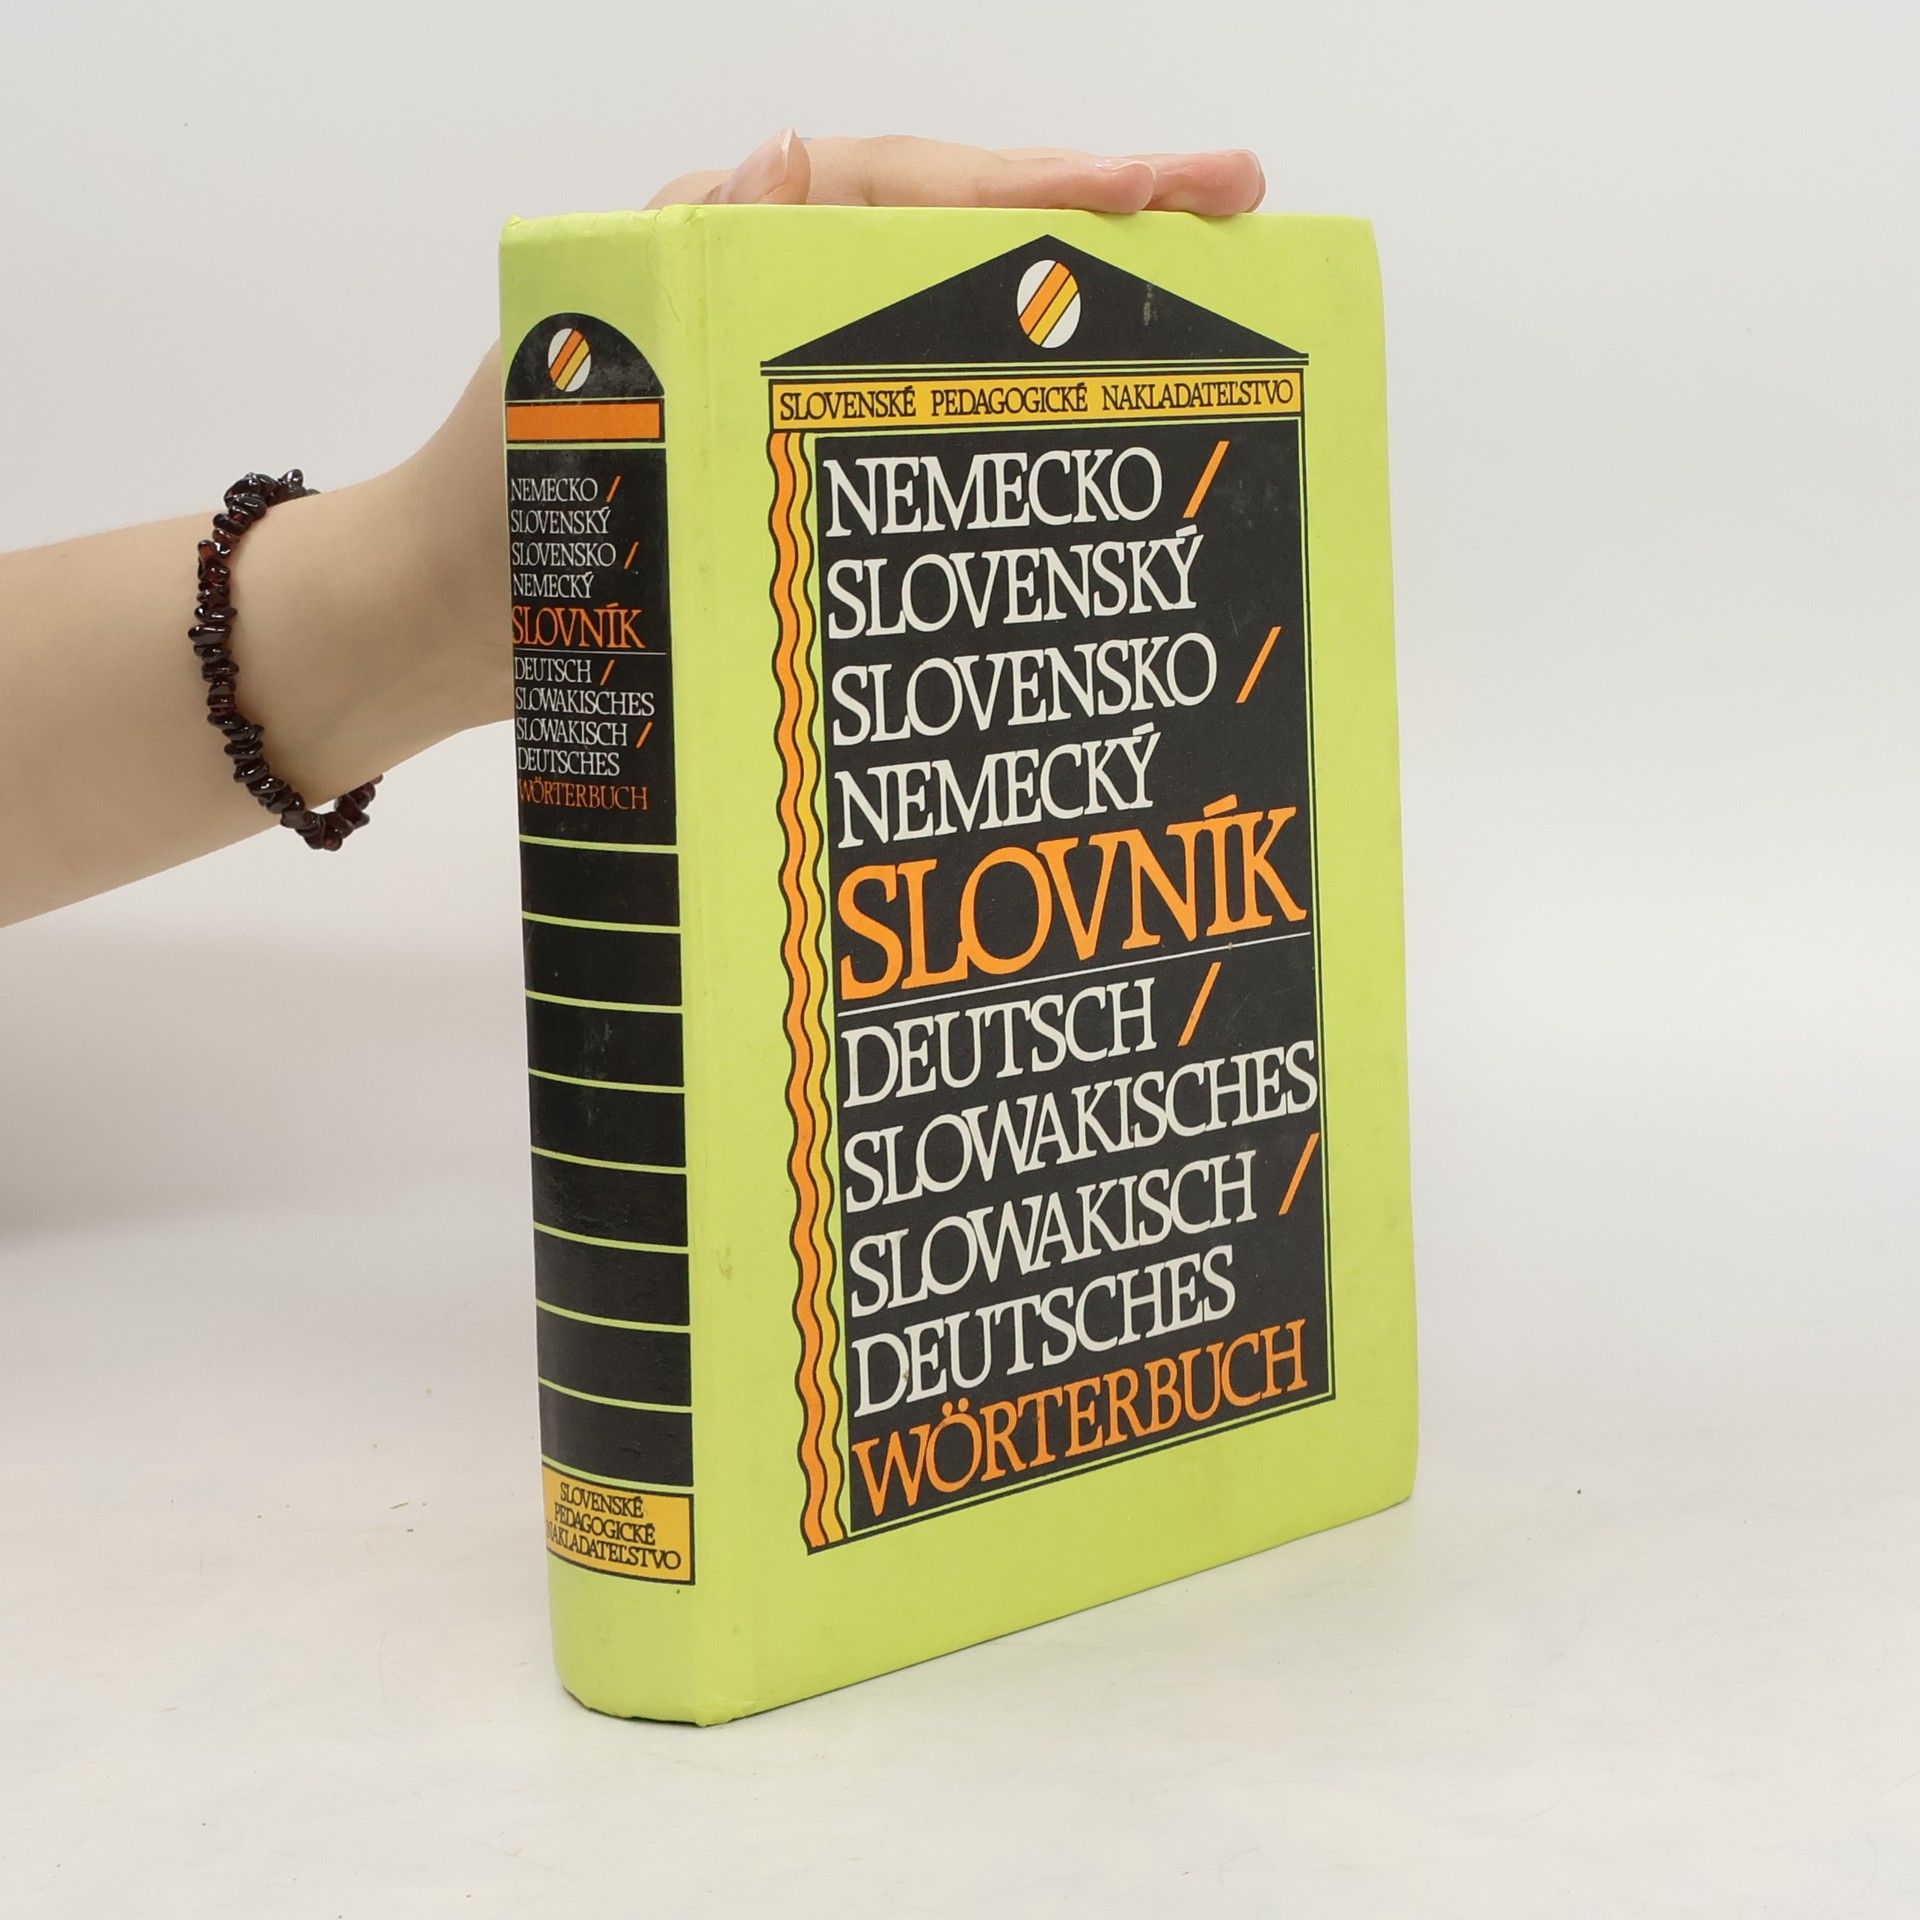 NEMECKO /
SLOVENSKÝ
SLOVENSKO /
NEMECKÝ
SLOVNÍK
DEUTSCH /
SLOWAKISCHES
SLOWAKISCH /
DEUTSCHES
WÖRTERBUCH
SLOVENSKÉ
PEDAGOGICKÉ
NAKLADATEĽSTVO
SLOVENSKÉ PEDAGOGICKÉ NAKLADATEĽSTVO
NEMECKO /
SLOVENSKÝ
SLOVENSKO /
NEMECKÝ
SLOVNÍK
DEUTSCH /
SLOWAKISCHES
SLOWAKISCH /
DEUTSCHES
WÖRTERBUCH